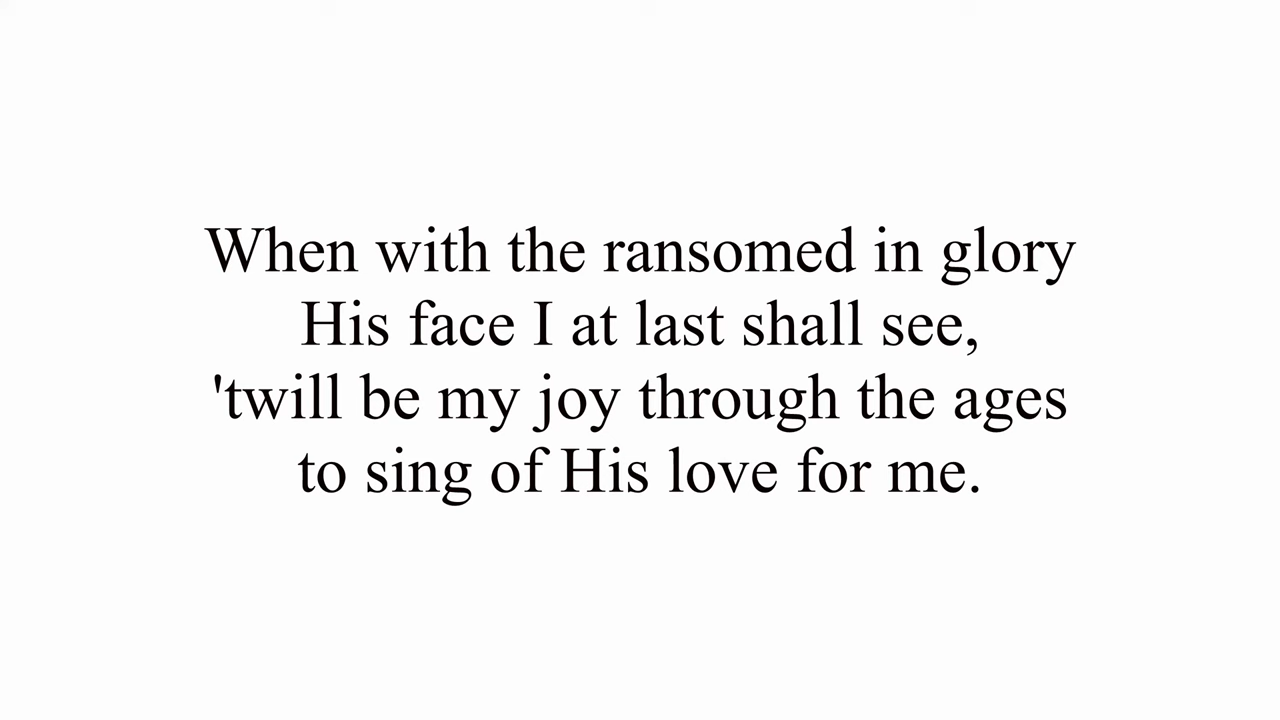 When with the ransomed in glory
His face I at last shall see,
'twill be my joy through the ages
to sing of His love for me.